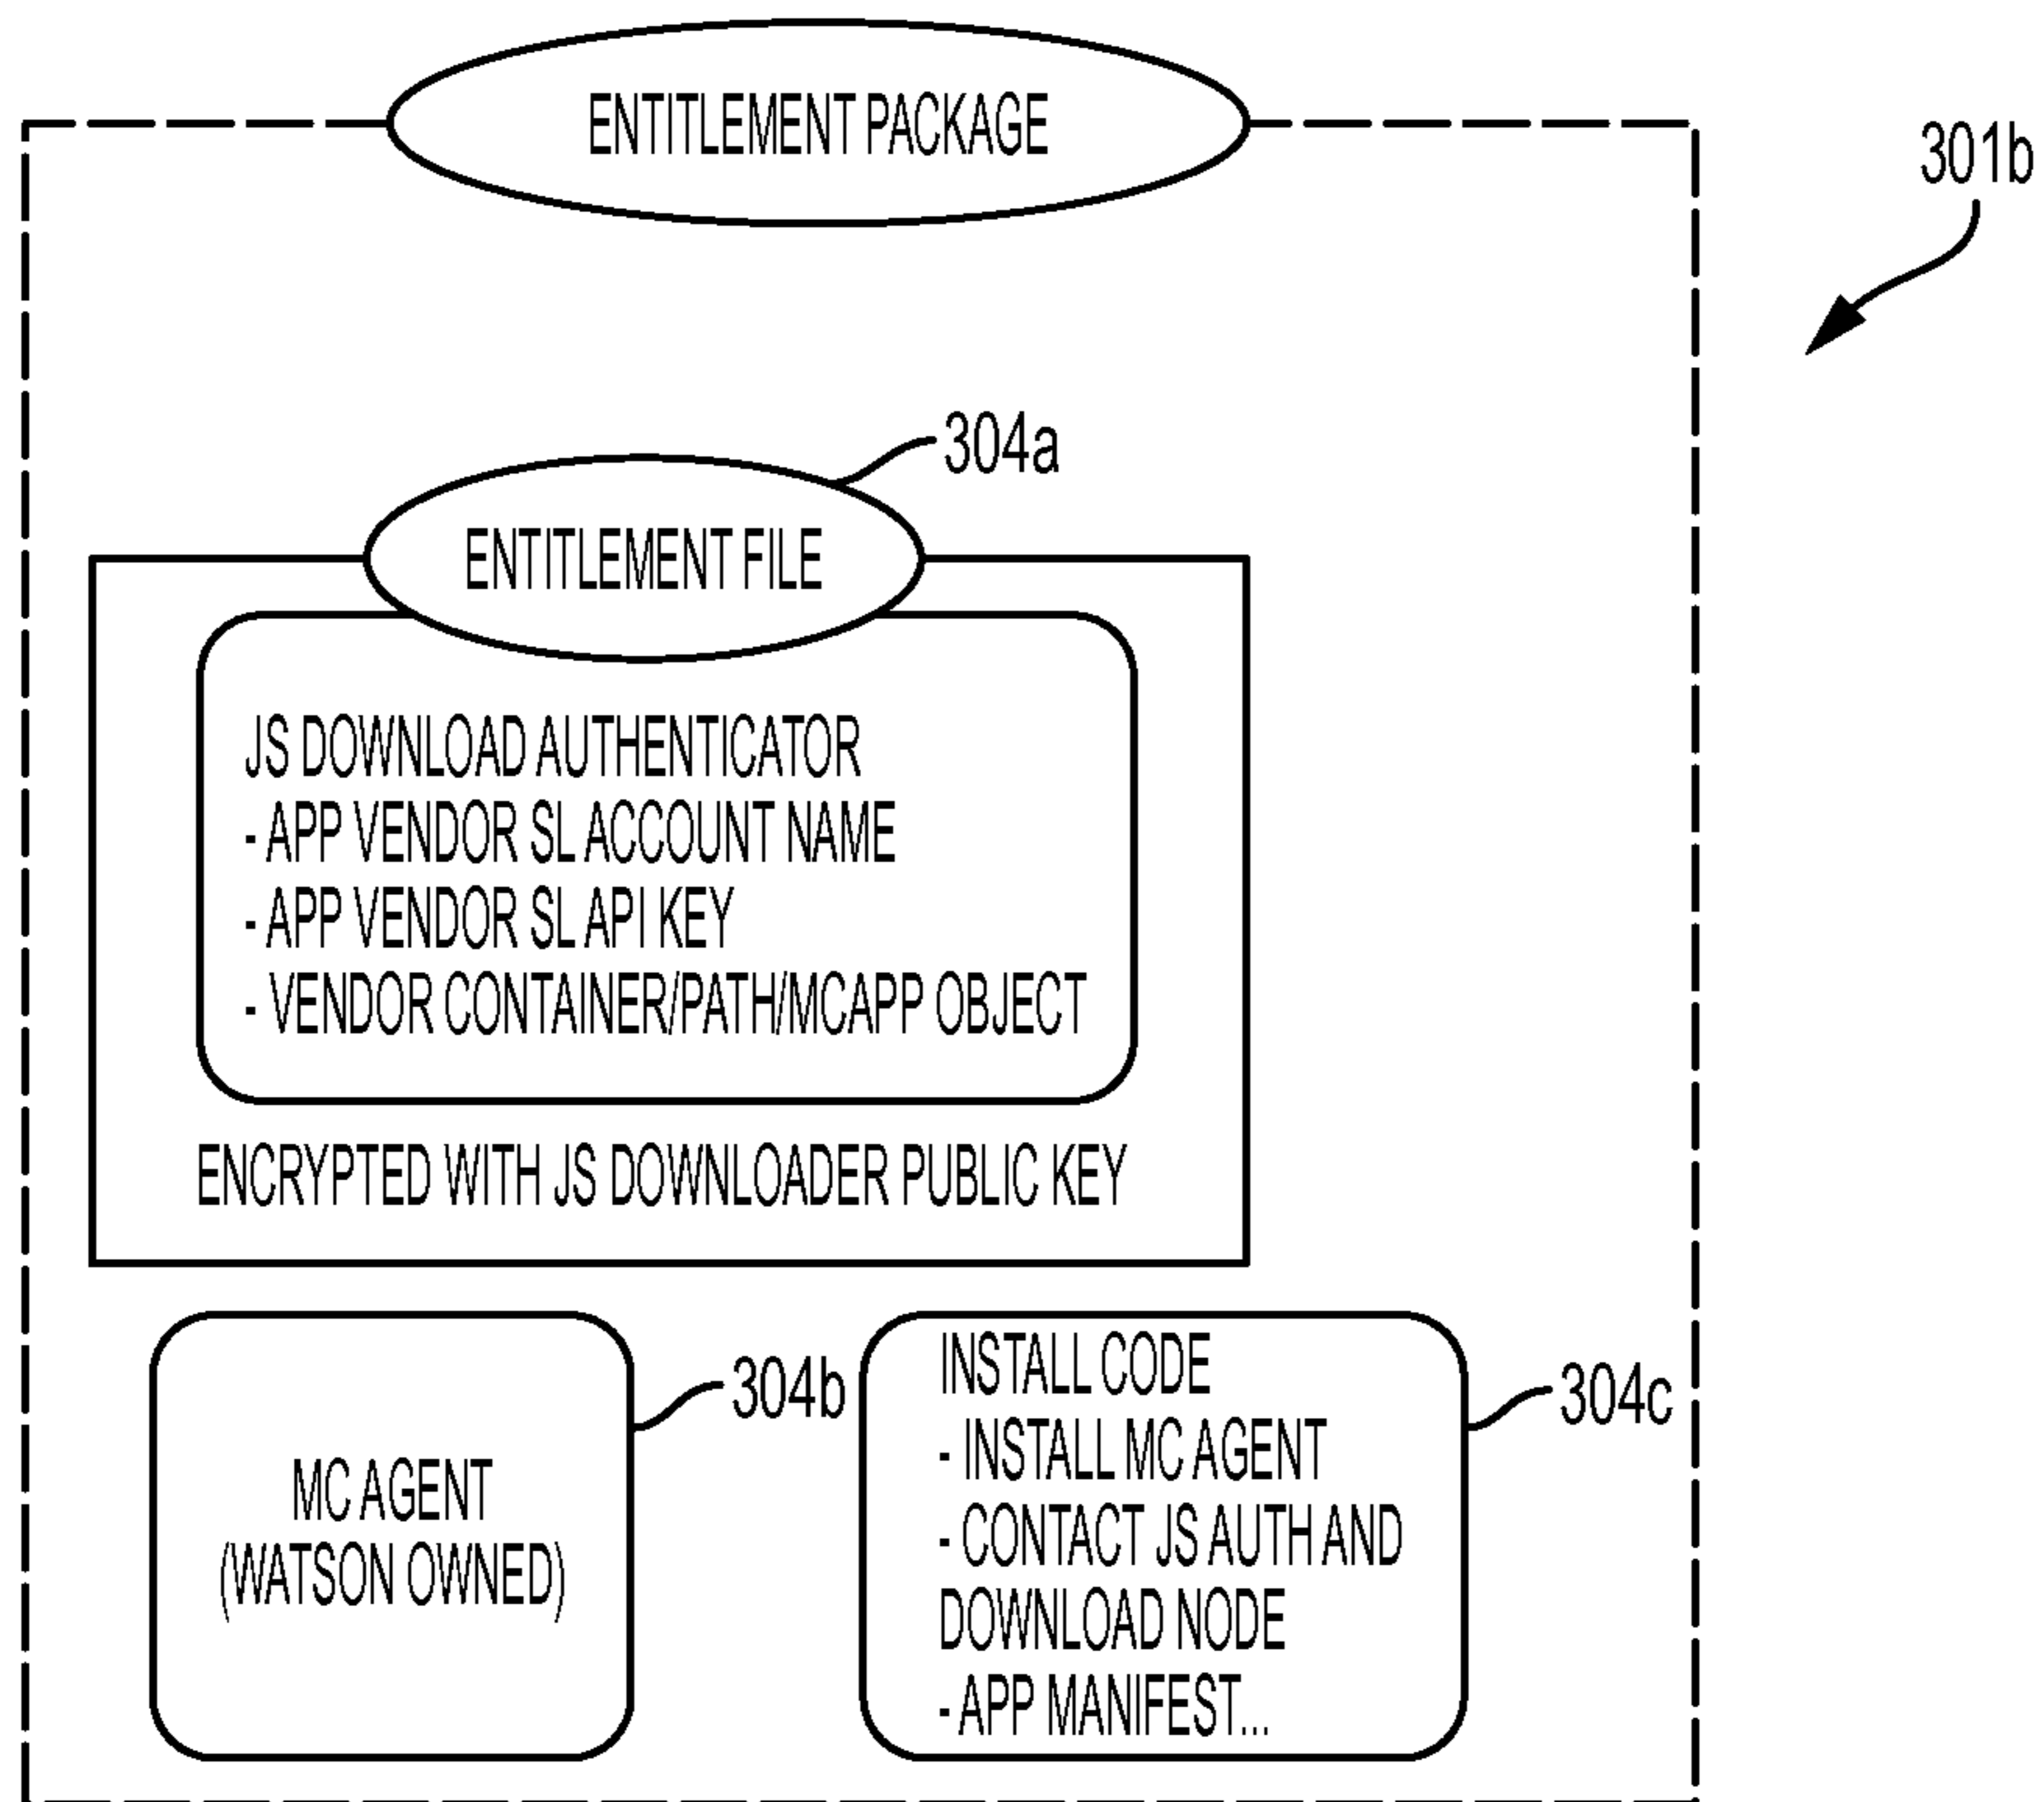 ENTITLEMENT PACKAGE
301b
304a
ENTITLEMENT FILE
JS DOWNLOAD AUTHENTICATOR
- APP VENDOR SL ACCOUNT NAME
- APP VENDOR SL API KEY
- VENDOR CONTAINER/PATH/MCAPP OBJECT
ENCRYPTED WITH JS DOWNLOADER PUBLIC KEY
MC AGENT
(WATSON OWNED)
304b
INSTALL CODE
- INSTALL MC AGENT
- CONTACT JS AUTH AND
DOWNLOAD NODE
- APP MANIFEST...
304c